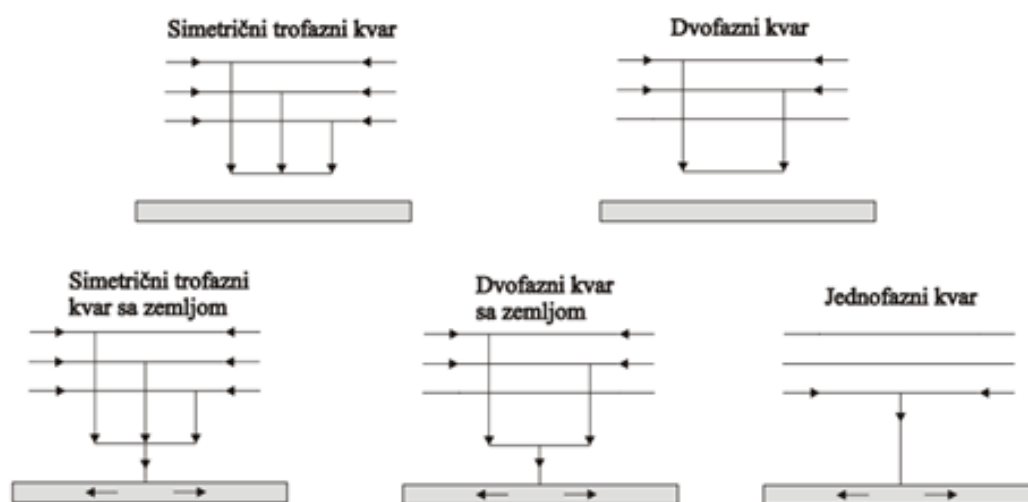 Simetrični trofazni kvar
Dvofazni kvar
Simetrični trofazni
kvar sa zemljom
Dvofazni kvar
sa zemljom
Jednofazni kvar